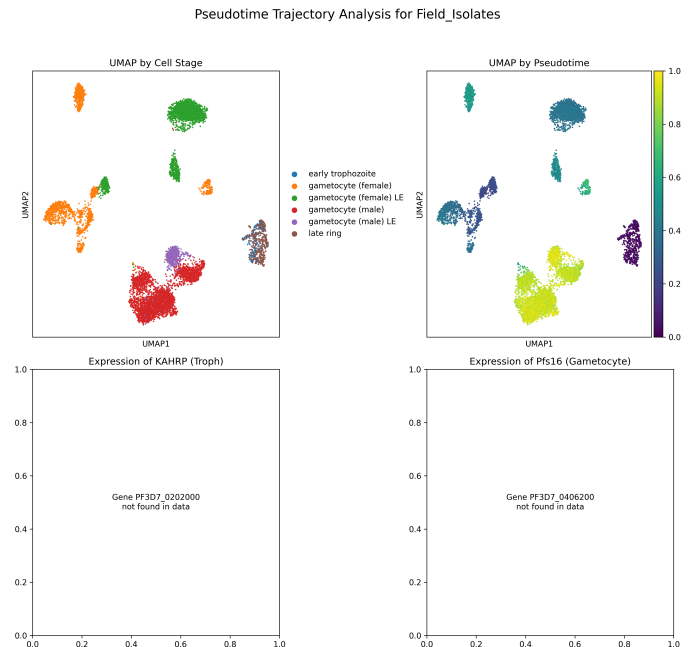 Pseudotime Trajectory Analysis for Field_Isolates
UMAP by Cell Stage
UMAP2
UMAP1
early trophozoite
gametocyte (female)
gametocyte (female) LE
gametocyte (male)
gametocyte (male) LE
late ring
UMAP by Pseudotime
UMAP2
UMAP1
1.0
0.8
0.6
0.4
0.2
0.0
Expression of KAHRP (Troph)
1.0
0.8
0.6
0.4
0.2
0.0
Gene PF3D7_0202000
not found in data
0.0 0.2 0.4 0.6 0.8 1.0
Expression of Pfs16 (Gametocyte)
1.0
0.8
0.6
0.4
0.2
0.0
Gene PF3D7_0406200
not found in data
0.0 0.2 0.4 0.6 0.8 1.0